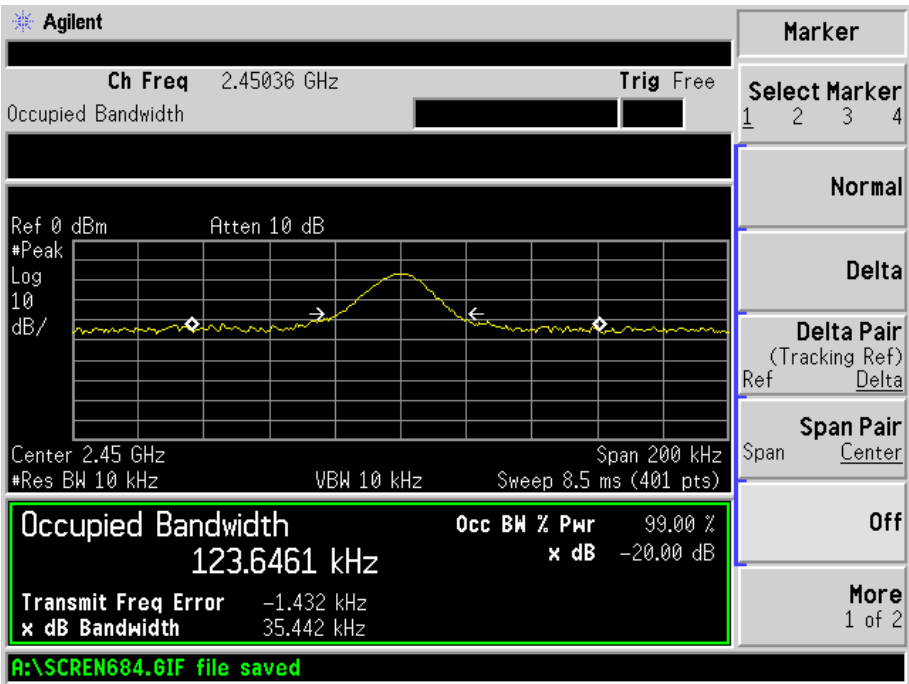 Agilent
Marker
Ch Freq 2.45036 GHz Trig Free
Occupied Bandwidth
Select Marker
1 2 3 4
Normal
Ref 0 dBm Atten 10 dB
#Peak
Log
10
dB/
Delta
Delta Pair
(Tracking Ref)
Ref Delta
Span Pair
Span Center
Center 2.45 GHz Span 200 kHz
#Res BW 10 kHz VBW 10 kHz Sweep 8.5 ms (401 pts)
Occupied Bandwidth
123.6461 kHz
Occ BW % Pwr 99.00 %
x dB -20.00 dB
Off
Transmit Freq Error -1.432 kHz
x dB Bandwidth 35.442 kHz
More
1 of 2
A:\SCREN684.GIF file saved